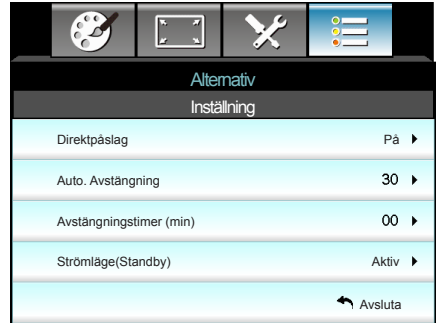 Alternativ
Inställning
Direktpåslag På
Auto. Avstängning 30
Avstängningstimer (min) 00
Strömläge(Standby) Aktiv
Avsluta